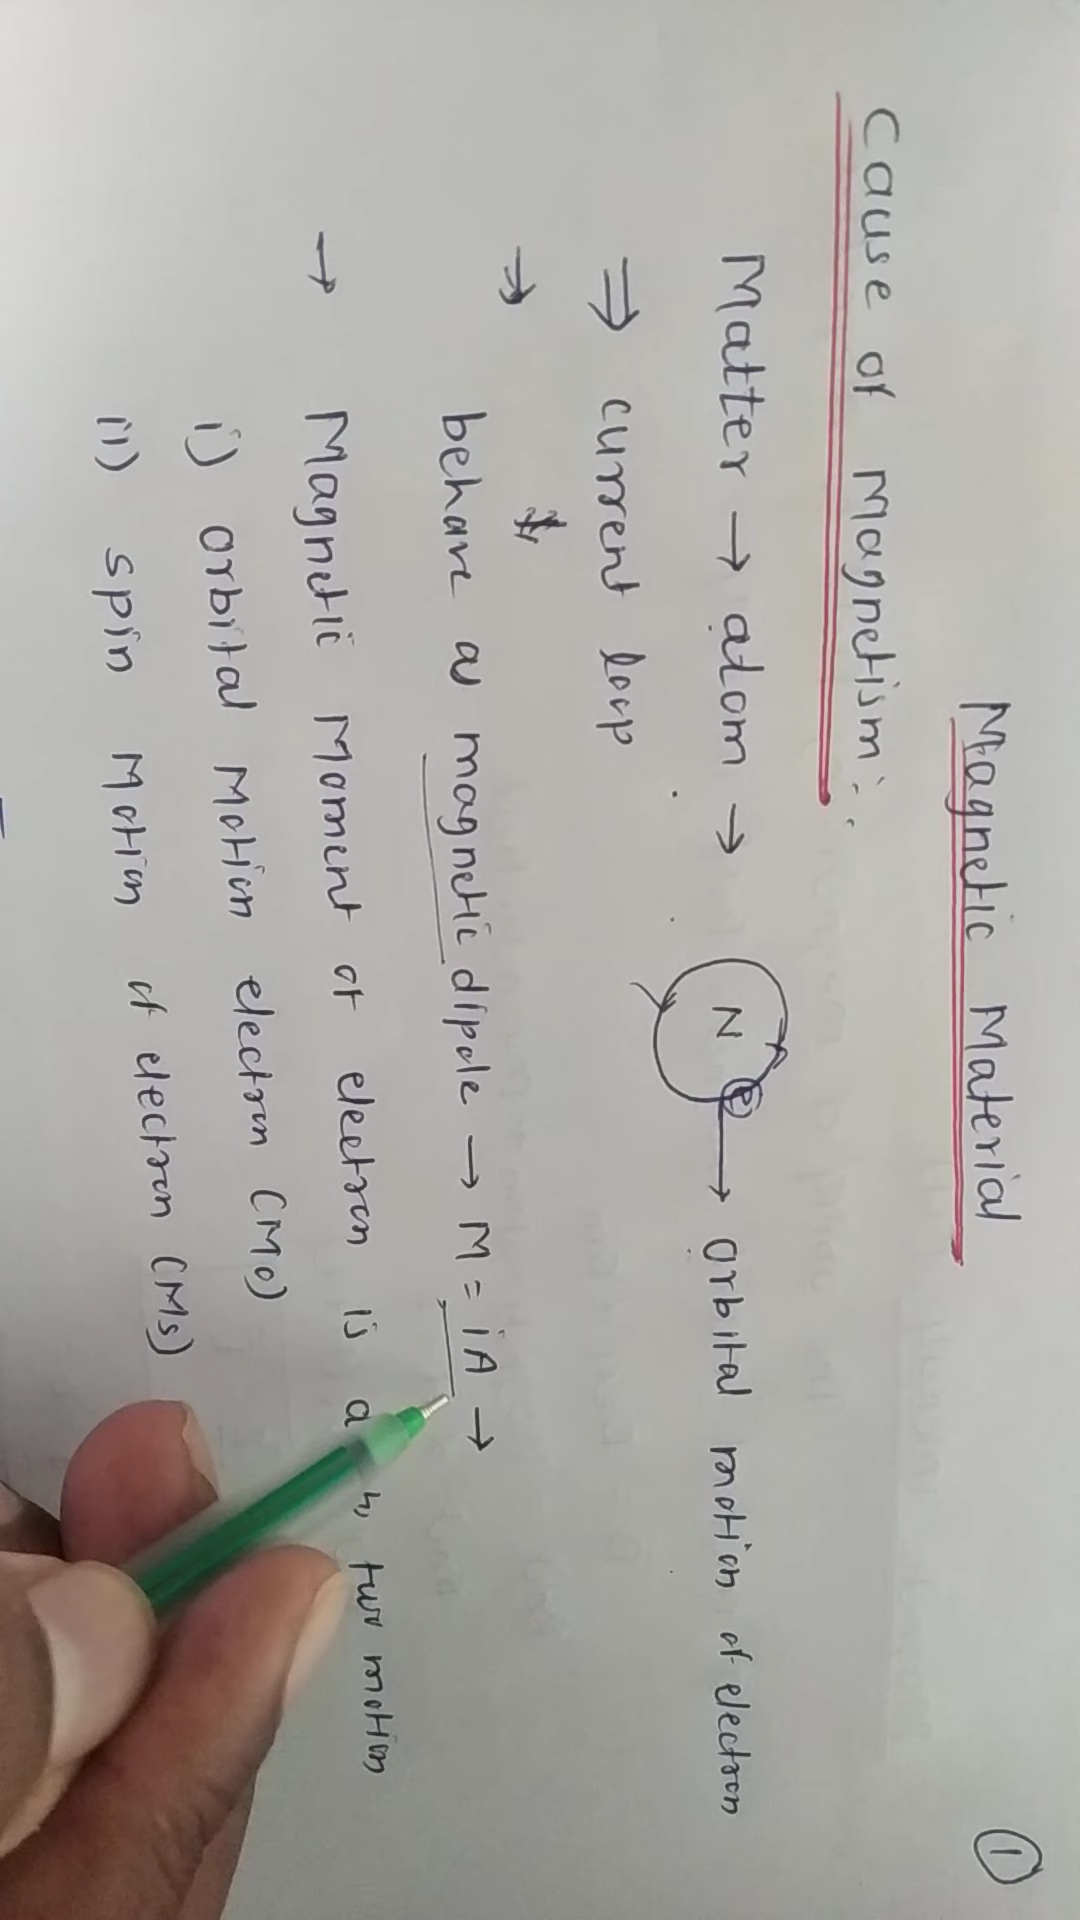 ①
Magnetic Material
Cause of Magnetism:
Matter → atom → N e → orbital motion of electron
⇒ current loop
→
behave as magnetic dipole → M = iA →
→ Magnetic Moment of electron is two motion
i) orbital Motion electron (Mo)
ii) spin Motion of electron (Ms)